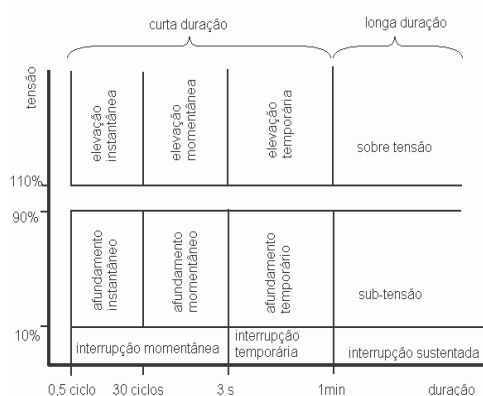 curta duração
longa duração
tensão
elevação
instantânea
elevação
momentânea
elevação
temporária
sobre tensão
110%
90%
afundamento
instantâneo
afundamento
momentâneo
afundamento
temporário
sub-tensão
10%
interrupção momentânea
interrupção
temporária
interrupção sustentada
0,5 ciclo
30 ciclos
3 s
1min
duração